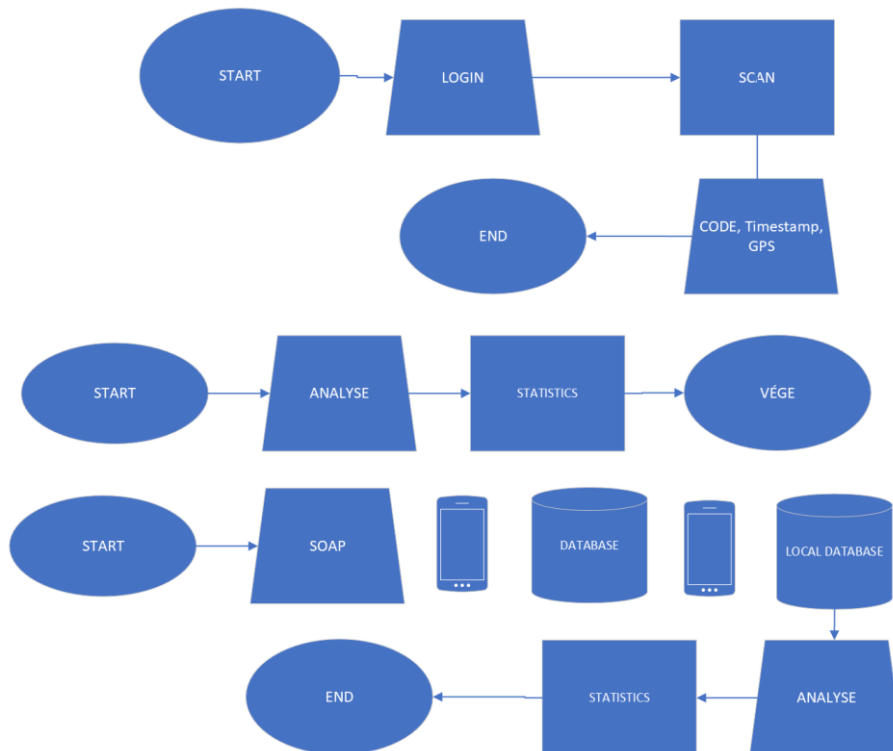 START
LOGIN
SCAN
END
CODE, Timestamp,
GPS
START
ANALYSE
STATISTICS
VÉGE
START
SOAP
DATABASE
LOCAL DATABASE
END
STATISTICS
ANALYSE